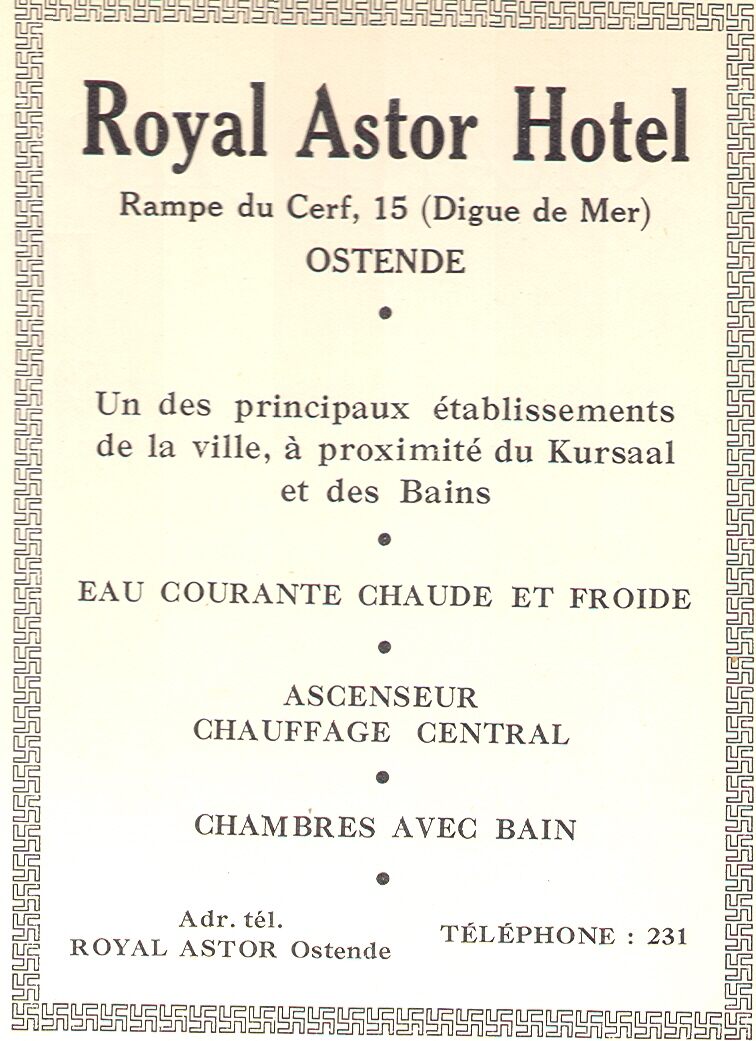 Royal Astor Hotel
Rampe du Cerf, 15 (Digue de Mer)
OSTENDE
Un des principaux établissements
de la ville, à proximité du Kursaal
et des Bains
EAU COURANTE CHAUDE ET FROIDE
ASCENSEUR
CHAUFFAGE CENTRAL
CHAMBRES AVEC BAIN
Adr. tél.
ROYAL ASTOR Ostende
TÉLÉPHONE : 231